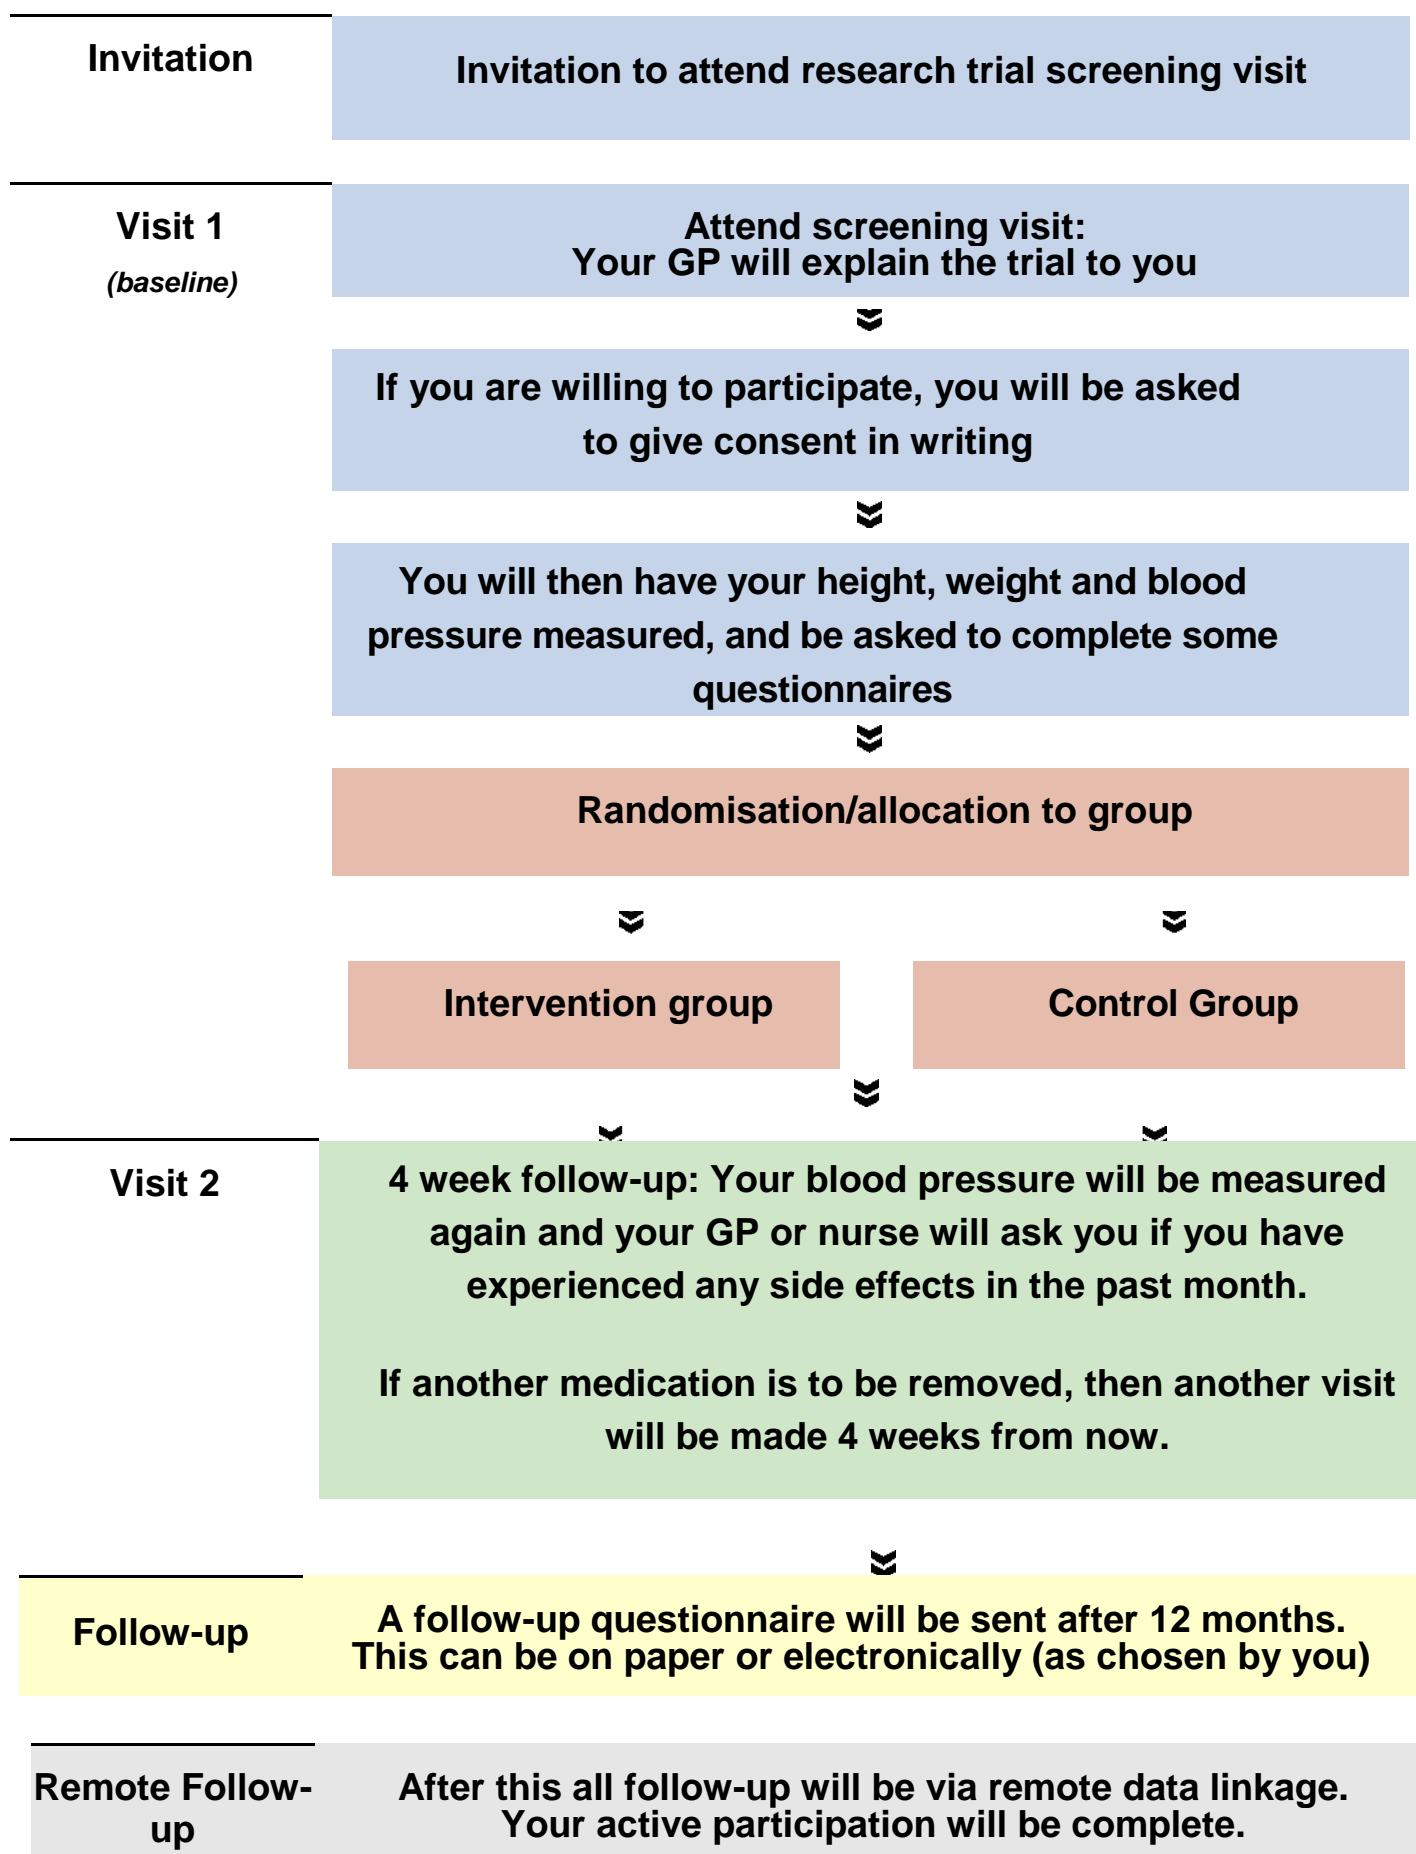 Invitation
Invitation to attend research trial screening visit
Visit 1
(baseline)
Attend screening visit:
Your GP will explain the trial to you
If you are willing to participate, you will be asked
to give consent in writing
You will then have your height, weight and blood
pressure measured, and be asked to complete some
questionnaires
Randomisation/allocation to group
Intervention group
Control Group
Visit 2
4 week follow-up: Your blood pressure will be measured
again and your GP or nurse will ask you if you have
experienced any side effects in the past month.
If another medication is to be removed, then another visit
will be made 4 weeks from now.
Follow-up
A follow-up questionnaire will be sent after 12 months.
This can be on paper or electronically (as chosen by you)
Remote Follow-
up
After this all follow-up will be via remote data linkage.
Your active participation will be complete.